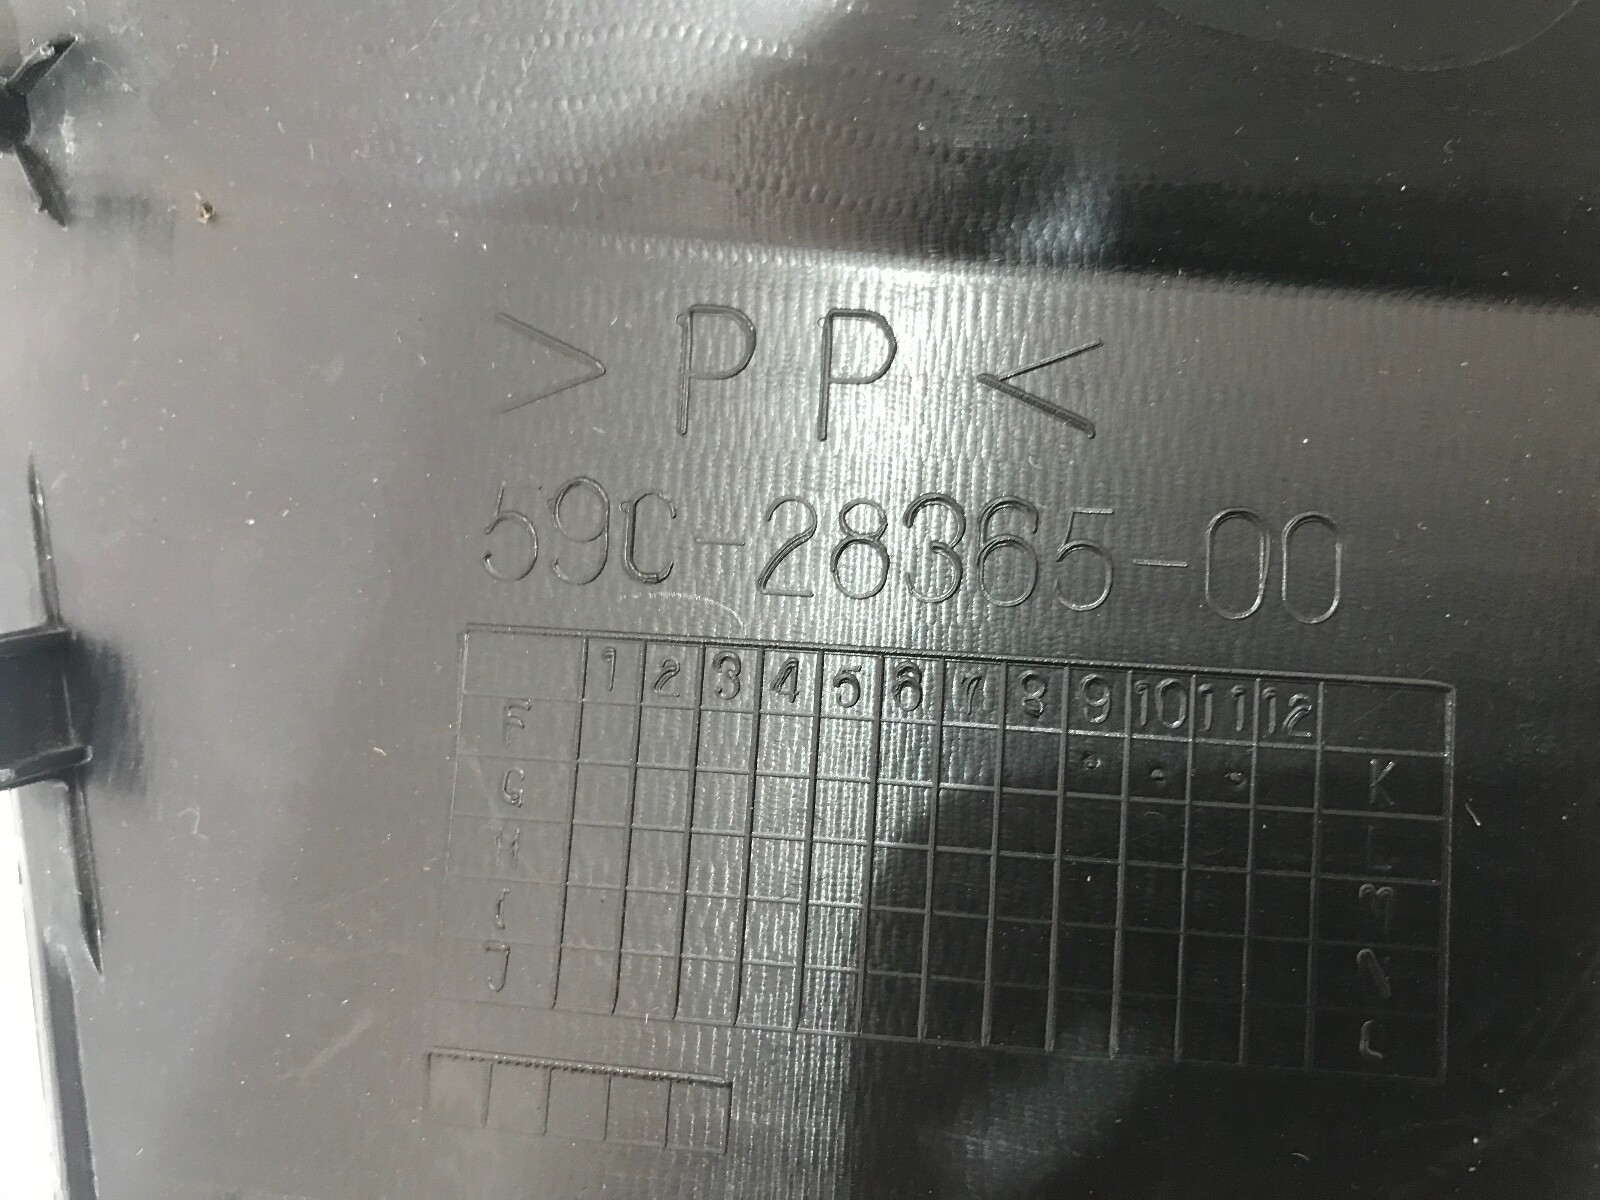 >PP<
59C-28365-00
1 2 3 4 5 6 7 8 9 10 11 12
F
G K
H L
I M
J N